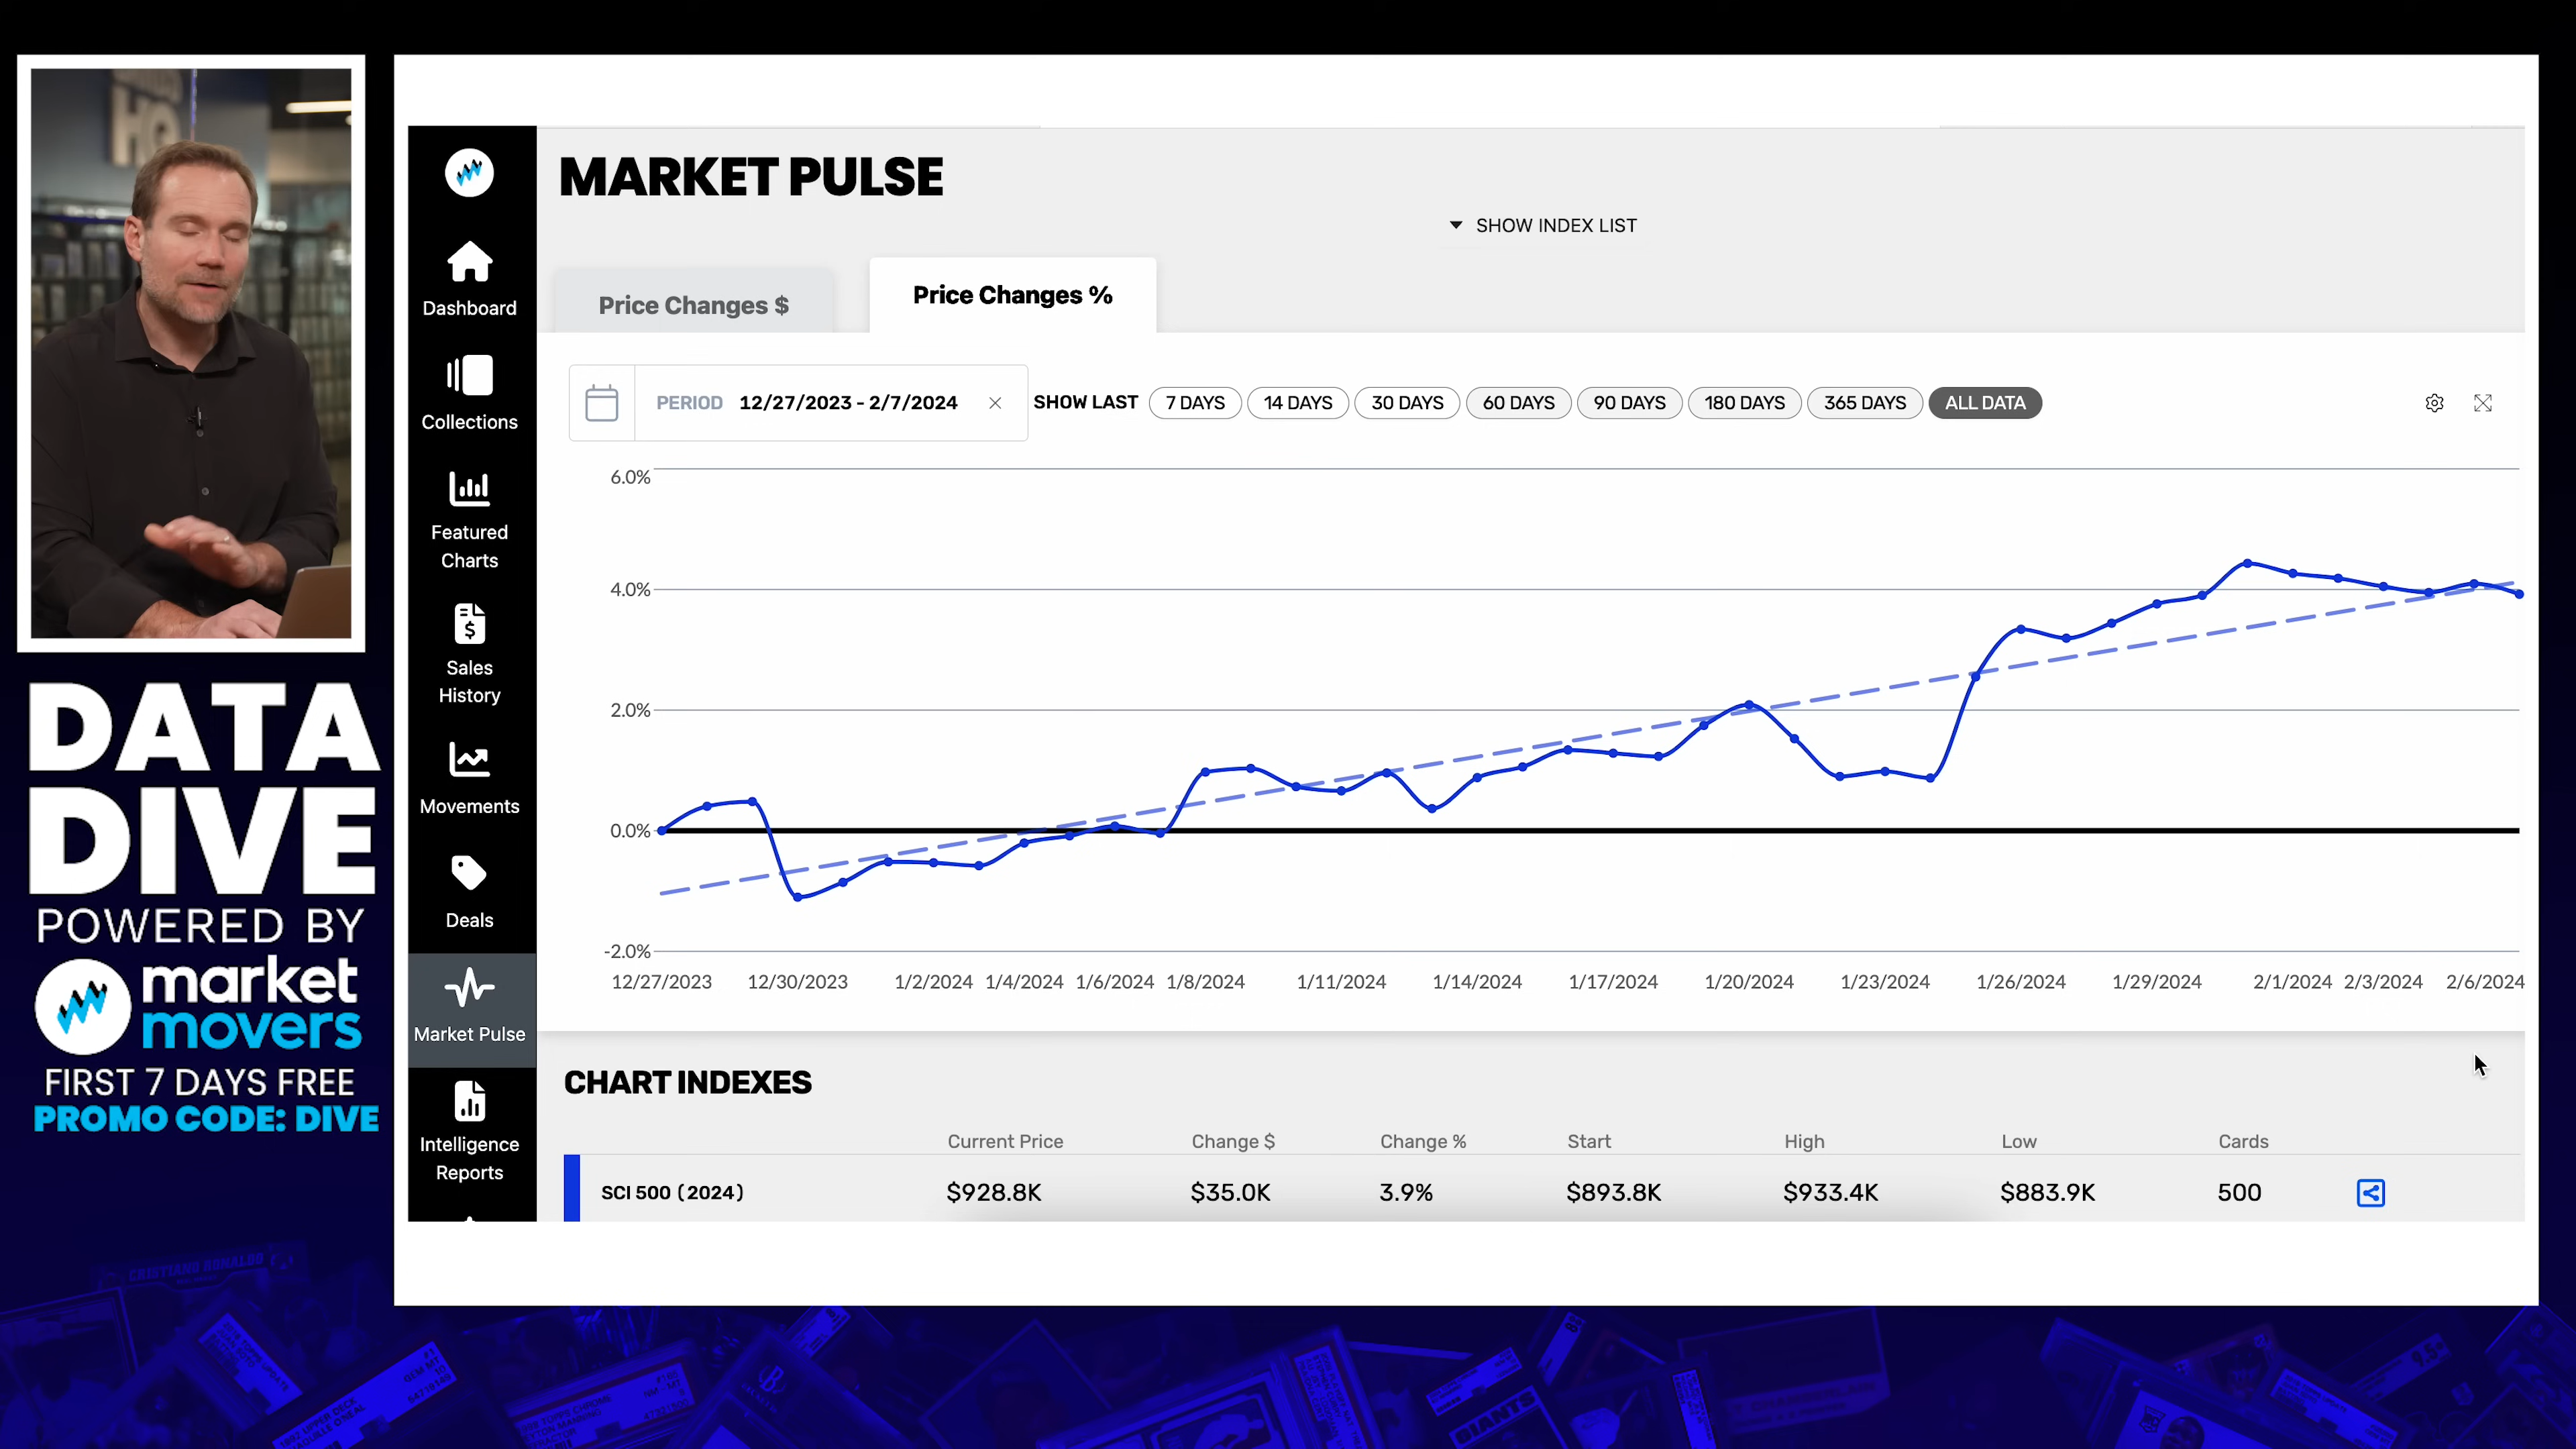 HQ
DATA
DIVE
POWERED BY
market
movers
FIRST 7 DAYS FREE
PROMO CODE: DIVE
Dashboard
Collections
Featured
Charts
Sales
History
Movements
Deals
Market Pulse
Intelligence
Reports
MARKET PULSE
SHOW INDEX LIST
Price Changes $
Price Changes %
PERIOD 12/27/2023 - 2/7/2024 ×
SHOW LAST 7 DAYS 14 DAYS 30 DAYS 60 DAYS 90 DAYS 180 DAYS 365 DAYS ALL DATA
6.0%
4.0%
2.0%
0.0%
-2.0%
12/27/2023 12/30/2023 1/2/2024 1/4/2024 1/6/2024 1/8/2024 1/11/2024 1/14/2024 1/17/2024 1/20/2024 1/23/2024 1/26/2024 1/29/2024 2/1/2024 2/3/2024 2/6/2024
CHART INDEXES
Current Price Change $ Change % Start High Low Cards
SCI 500 (2024) $928.8K $35.0K 3.9% $893.8K $933.4K $883.9K 500
CRISTIANO RONALDO
GIANTS
9.5